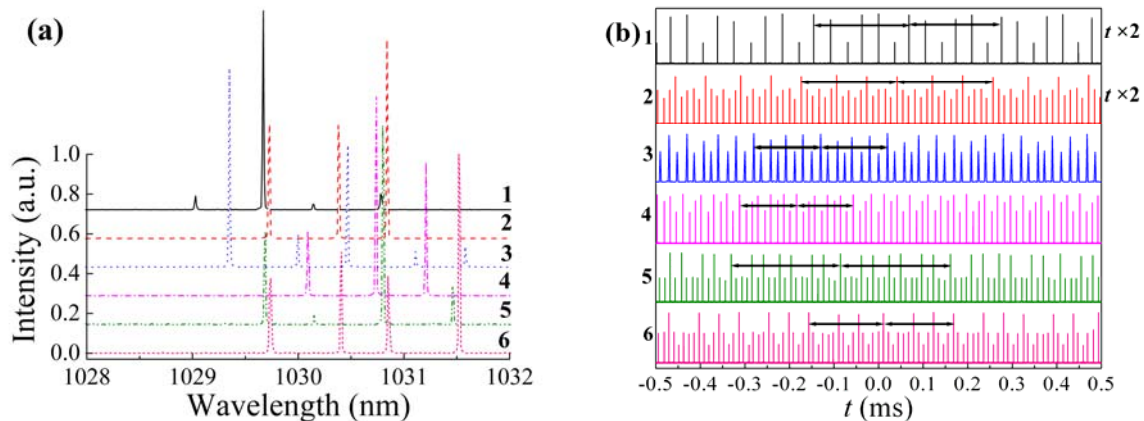 (a)
Intensity (a.u.)
1.0
0.8
0.6
0.4
0.2
0.0
1
2
3
4
5
6
1028 1029 1030 1031 1032
Wavelength (nm)
(b)
1 t ×2
2 t ×2
3
4
5
6
-0.5 -0.4 -0.3 -0.2 -0.1 0.0 0.1 0.2 0.3 0.4 0.5
t (ms)